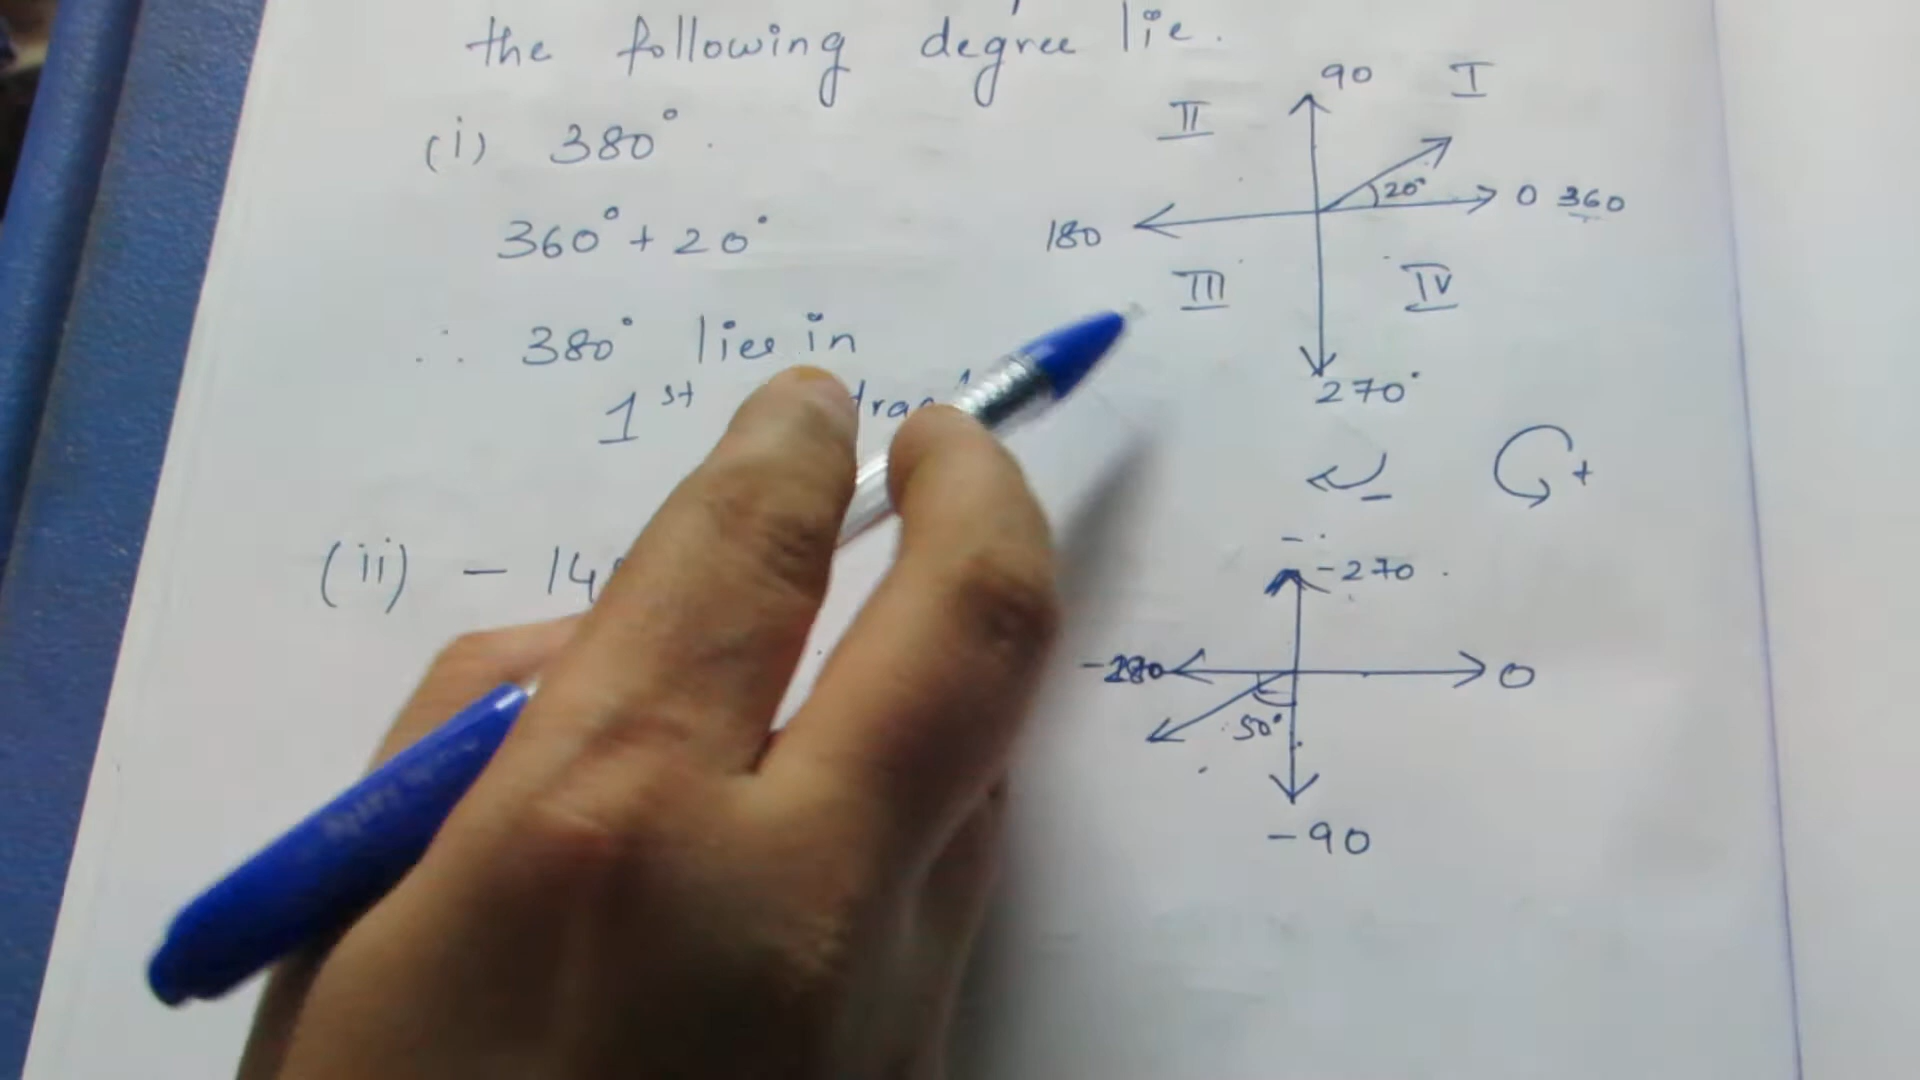 the following degree lie.
(i) 380°.
360° + 20°
∴ 380° lies in
1st
(ii) - 14
90
I
II
20°
0 360
180
III
IV
270°
-
+
-270
0
50°
-90